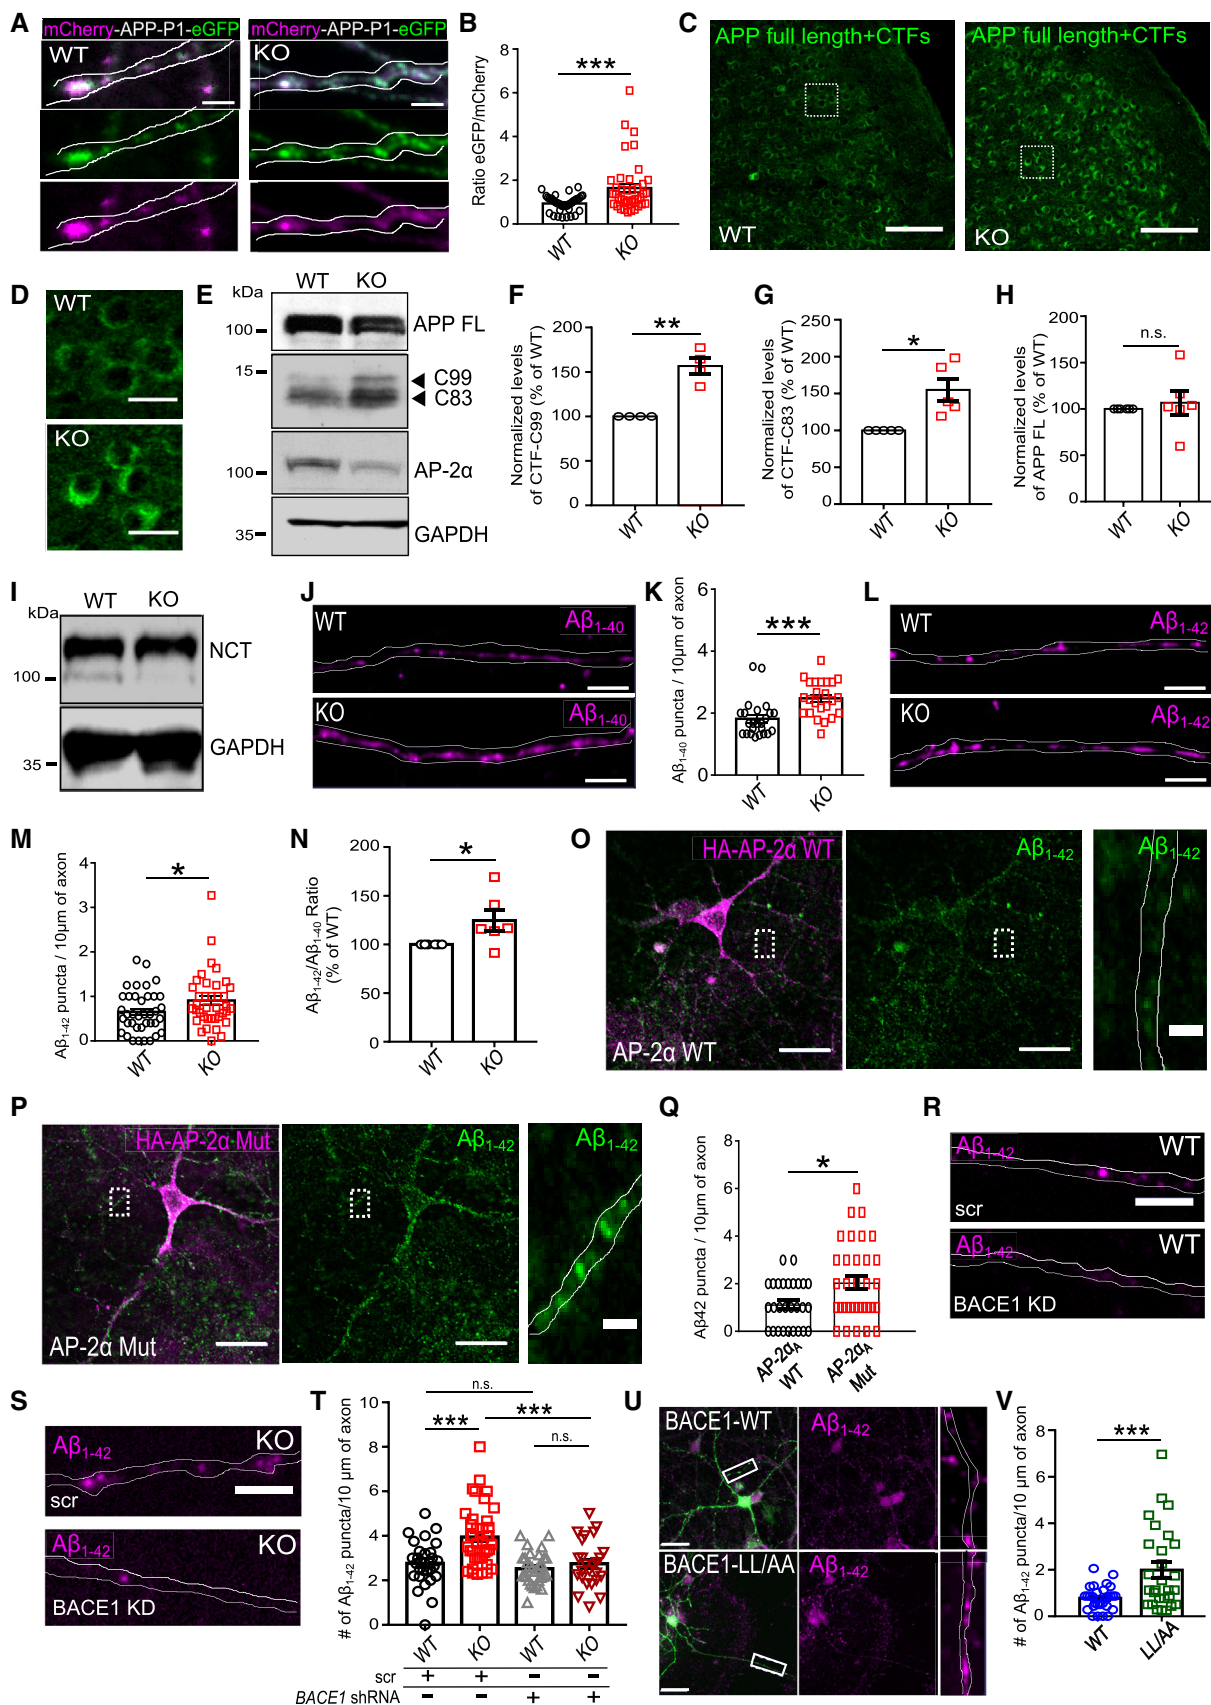 A
mCherry-APP-P1-eGFP
mCherry-APP-P1-eGFP
WT
KO
B
Ratio eGFP/mCherry
8
6
4
2
0
***
WT
KO
C
APP full length+CTFs
WT
APP full length+CTFs
KO
D
WT
KO
E
WT
KO
kDa
100
APP FL
15
C99
C83
100
AP-2α
35
GAPDH
F
Normalized levels
of CTF-C99 (% of WT)
200
150
100
50
0
**
WT
KO
G
Normalized levels
of CTF-C83 (% of WT)
250
200
150
100
50
0
*
WT
KO
H
Normalized levels
of APP FL (% of WT)
200
150
100
50
0
n.s.
WT
KO
I
WT
KO
kDa
NCT
100
GAPDH
35
J
WT
Aβ1-40
KO
Aβ1-40
K
Aβ1-40 puncta / 10μm of axon
6
4
2
0
***
WT
KO
L
WT
Aβ1-42
KO
Aβ1-42
M
Aβ1-42 puncta / 10μm of axon
4
3
2
1
0
*
WT
KO
N
Aβ1-42/Aβ1-40 Ratio
(% of WT)
200
150
100
50
0
*
WT
KO
O
HA-AP-2α WT
AP-2α WT
Aβ1-42
Aβ1-42
P
HA-AP-2α Mut
AP-2α Mut
Aβ1-42
Aβ1-42
Q
Aβ42 puncta / 10μm of axon
8
6
4
2
0
*
AP-2αA
WT
AP-2αA
Mut
R
Aβ1-42
WT
scr
Aβ1-42
WT
BACE1 KD
S
Aβ1-42
KO
scr
Aβ1-42
KO
BACE1 KD
T
# of Aβ1-42 puncta/10 μm of axon
10
8
6
4
2
0
n.s.
***
***
n.s.
WT
KO
WT
KO
scr
+ + - -
BACE1 shRNA
- - + +
U
BACE1-WT
Aβ1-42
BACE1-LL/AA
Aβ1-42
V
# of Aβ1-42 puncta/10 μm of axon
8
6
4
2
0
***
WT
LL/AA